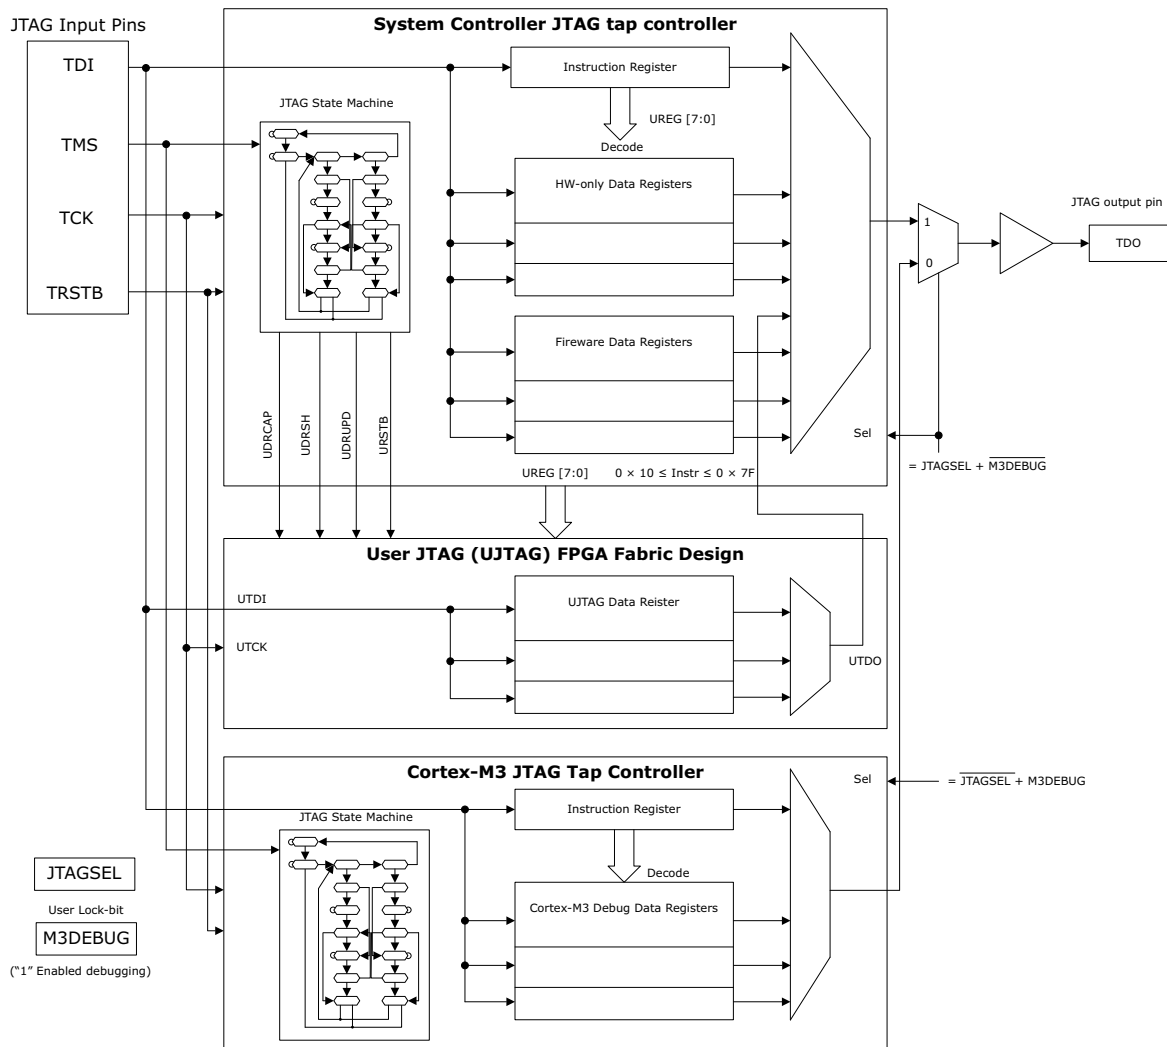 System Controller JTAG tap controller
JTAG Input Pins
TDI
TMS
TCK
TRSTB
Instruction Register
JTAG State Machine
UREG [7:0]
Decode
HW-only Data Registers
Fireware Data Registers
JTAG output pin
1
0
TDO
Sel
= JTAGSEL + M3DEBUG
UDRCAP
UDRSH
UDRUPD
URSTB
UREG [7:0]
0 × 10 ≤ Instr ≤ 0 × 7F
User JTAG (UJTAG) FPGA Fabric Design
UTDI
UJTAG Data Reister
UTCK
UTDO
Cortex-M3 JTAG Tap Controller
Sel
= JTAGSEL + M3DEBUG
Instruction Register
JTAG State Machine
Decode
Cortex-M3 Debug Data Registers
JTAGSEL
User Lock-bit
M3DEBUG
(“1” Enabled debugging)